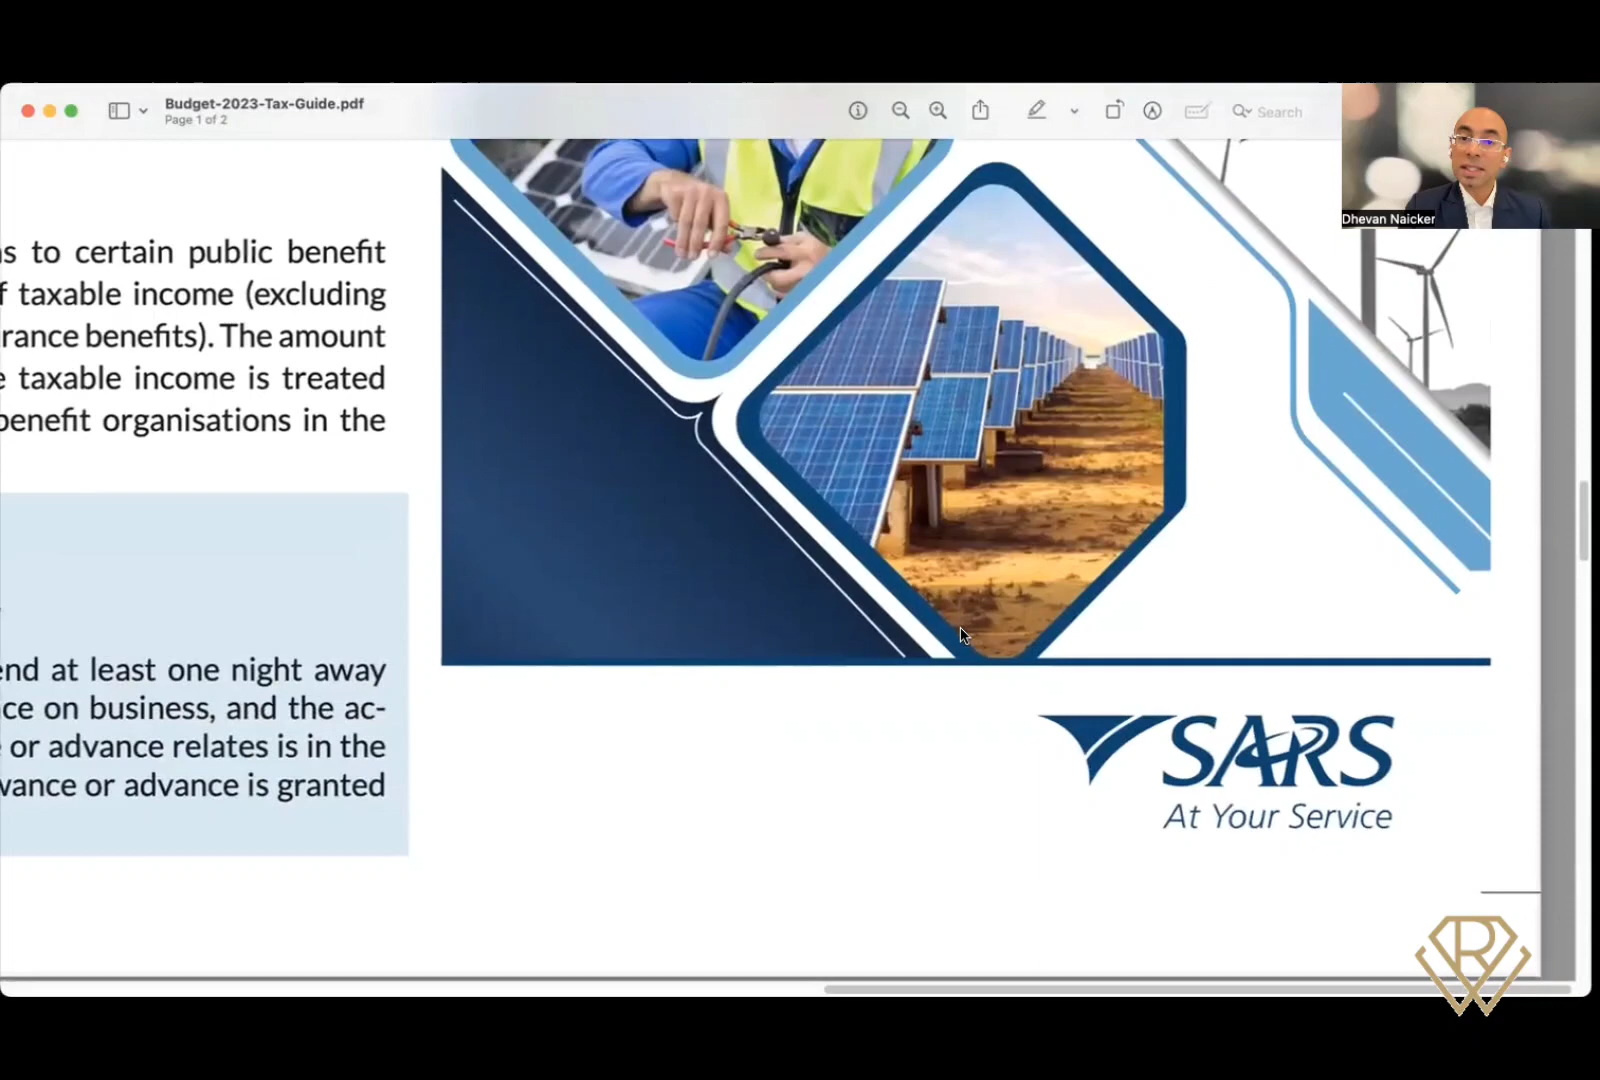 Budget-2023-Tax-Guide.pdf
Page 1 of 2
Search
Dhevan Naicker
s to certain public benefit
f taxable income (excluding
rance benefits). The amount
e taxable income is treated
benefit organisations in the
end at least one night away
ce on business, and the ac-
e or advance relates is in the
wance or advance is granted
SARS
At Your Service
RW